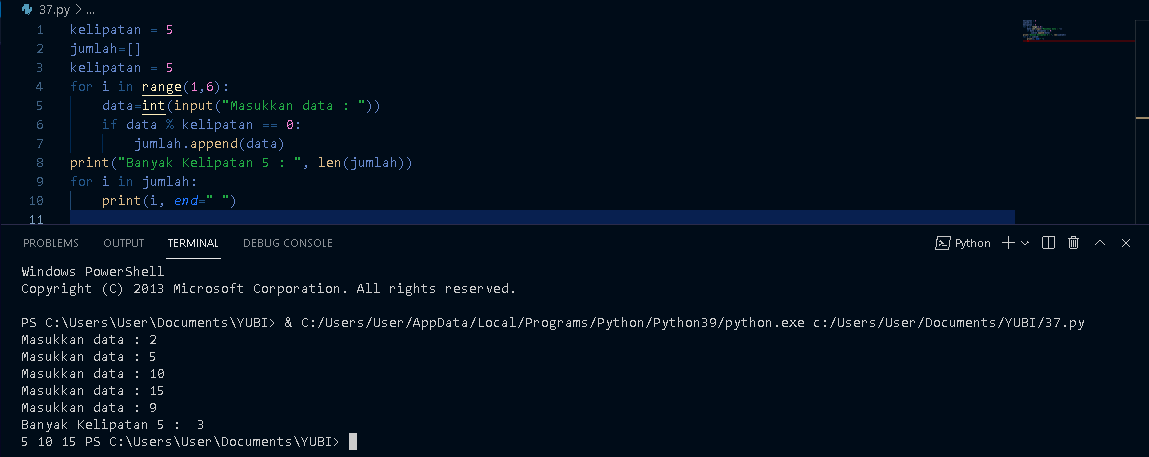 37.py > ...
1 kelipatan = 5
2 jumlah=[]
3 kelipatan = 5
4 for i in range(1,6):
5 data=int(input("Masukkan data : "))
6 if data % kelipatan == 0:
7 jumlah.append(data)
8 print("Banyak Kelipatan 5 : ", len(jumlah))
9 for i in jumlah:
10 print(i, end=" ")
11
PROBLEMS OUTPUT TERMINAL DEBUG CONSOLE Python
Windows PowerShell
Copyright (C) 2013 Microsoft Corporation. All rights reserved.
PS C:\Users\User\Documents\YUBI> & C:/Users/User/AppData/Local/Programs/Python/Python39/python.exe c:/Users/User/Documents/YUBI/37.py
Masukkan data : 2
Masukkan data : 5
Masukkan data : 10
Masukkan data : 15
Masukkan data : 9
Banyak Kelipatan 5 :  3
5 10 15 PS C:\Users\User\Documents\YUBI>